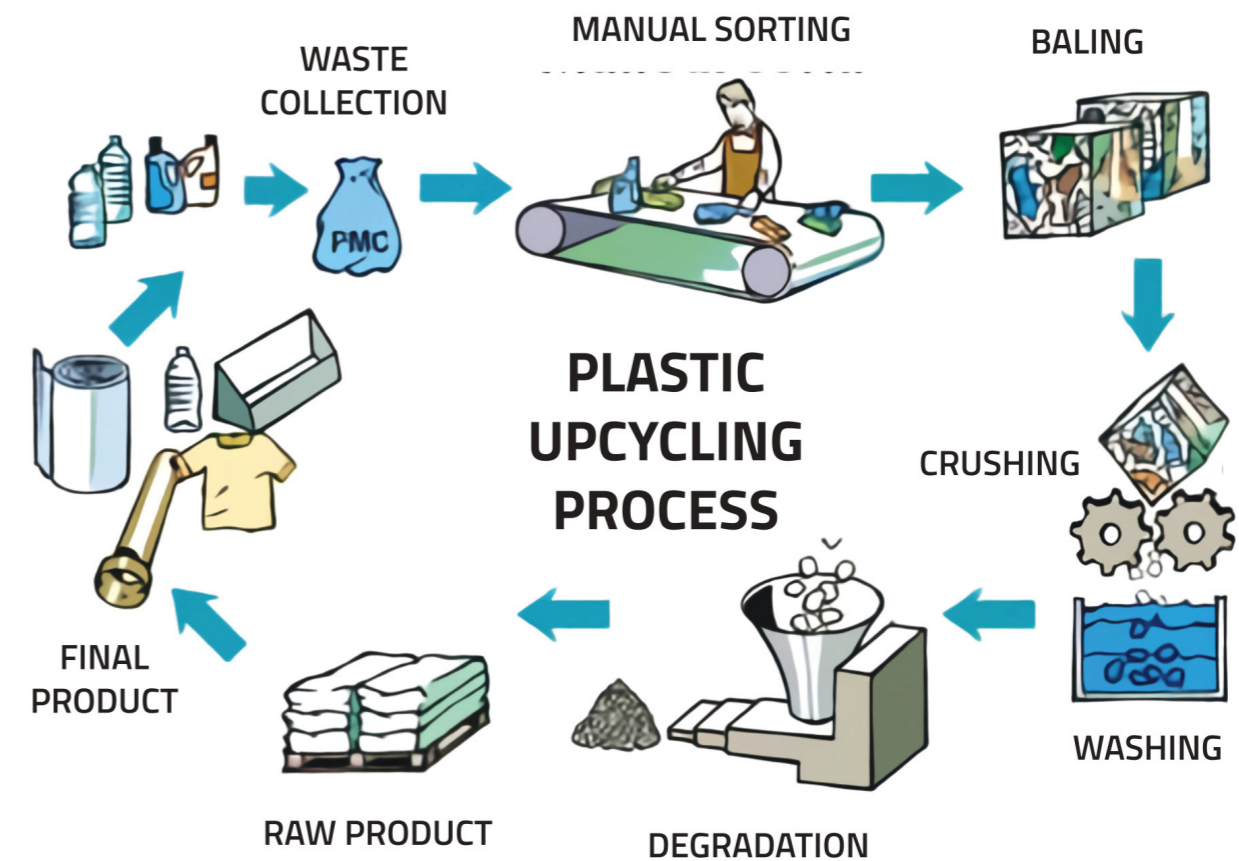 MANUAL SORTING
WASTE
COLLECTION
BALING
PMC
PLASTIC
UPCYCLING
PROCESS
CRUSHING
FINAL
PRODUCT
WASHING
RAW PRODUCT
DEGRADATION